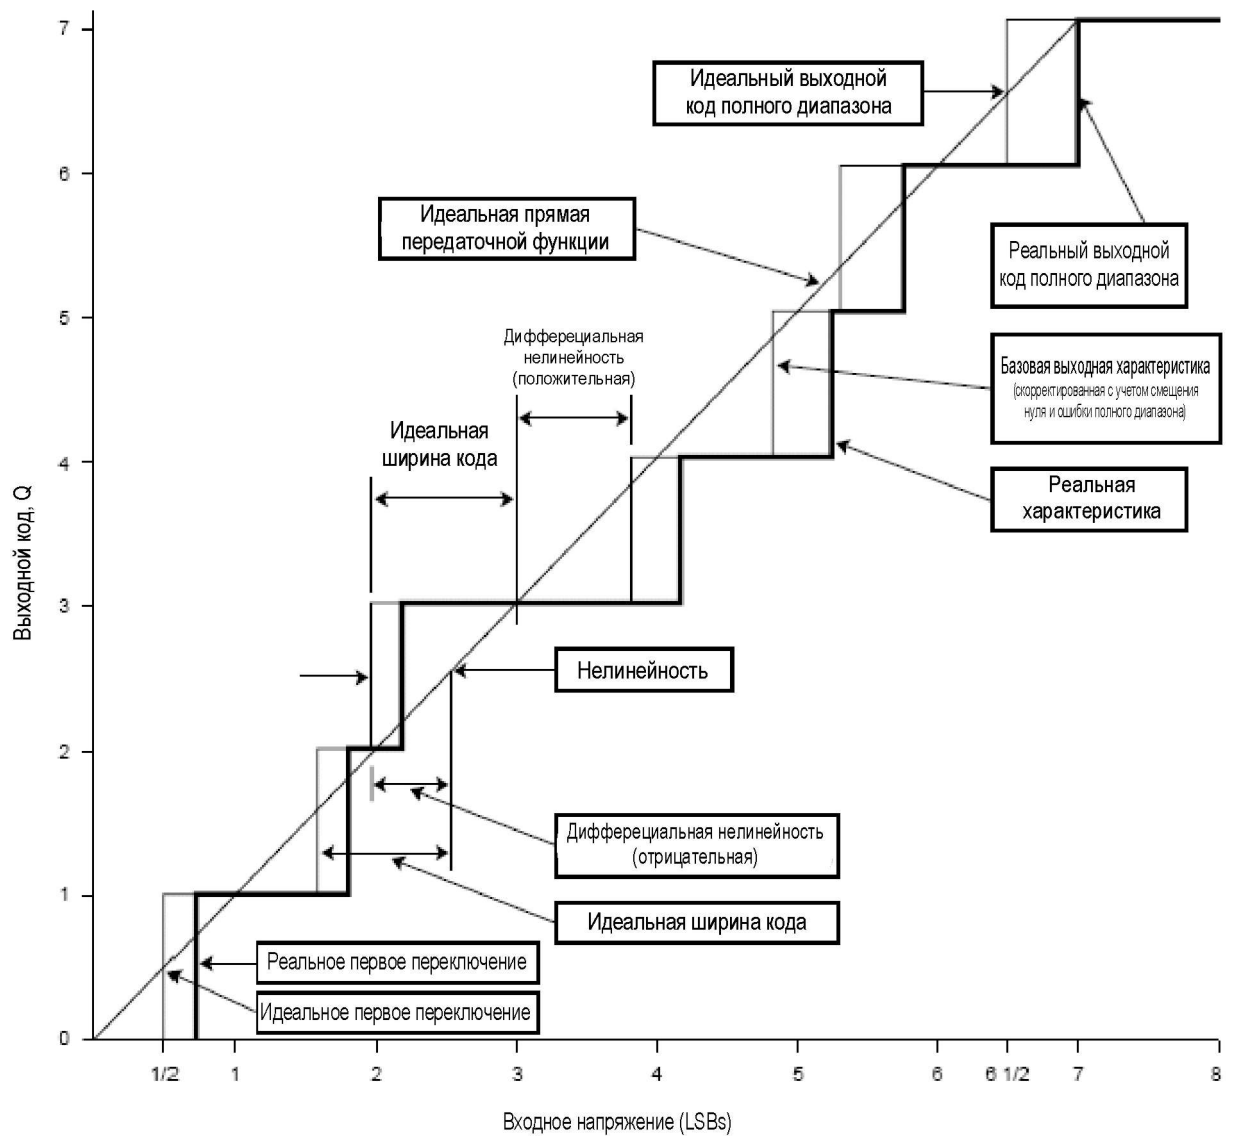 7
Идеальный выходной
код полного диапазона
6
Идеальная прямая
передаточной функции
Реальный выходной
код полного диапазона
5
Дифферециальная
нелинейность
(положительная)
Базовая выходная характеристика
(скорректированная с учетом смещения
нуля и ошибки полного диапазона)
Идеальная
ширина кода
4
Реальная
характеристика
Выходной код, Q
3
Нелинейность
2
Дифферециальная нелинейность
(отрицательная)
1
Идеальная ширина кода
Реальное первое переключение
Идеальное первое переключение
0
1/2 1 2 3 4 5 6 6 1/2 7 8
Входное напряжение (LSBs)